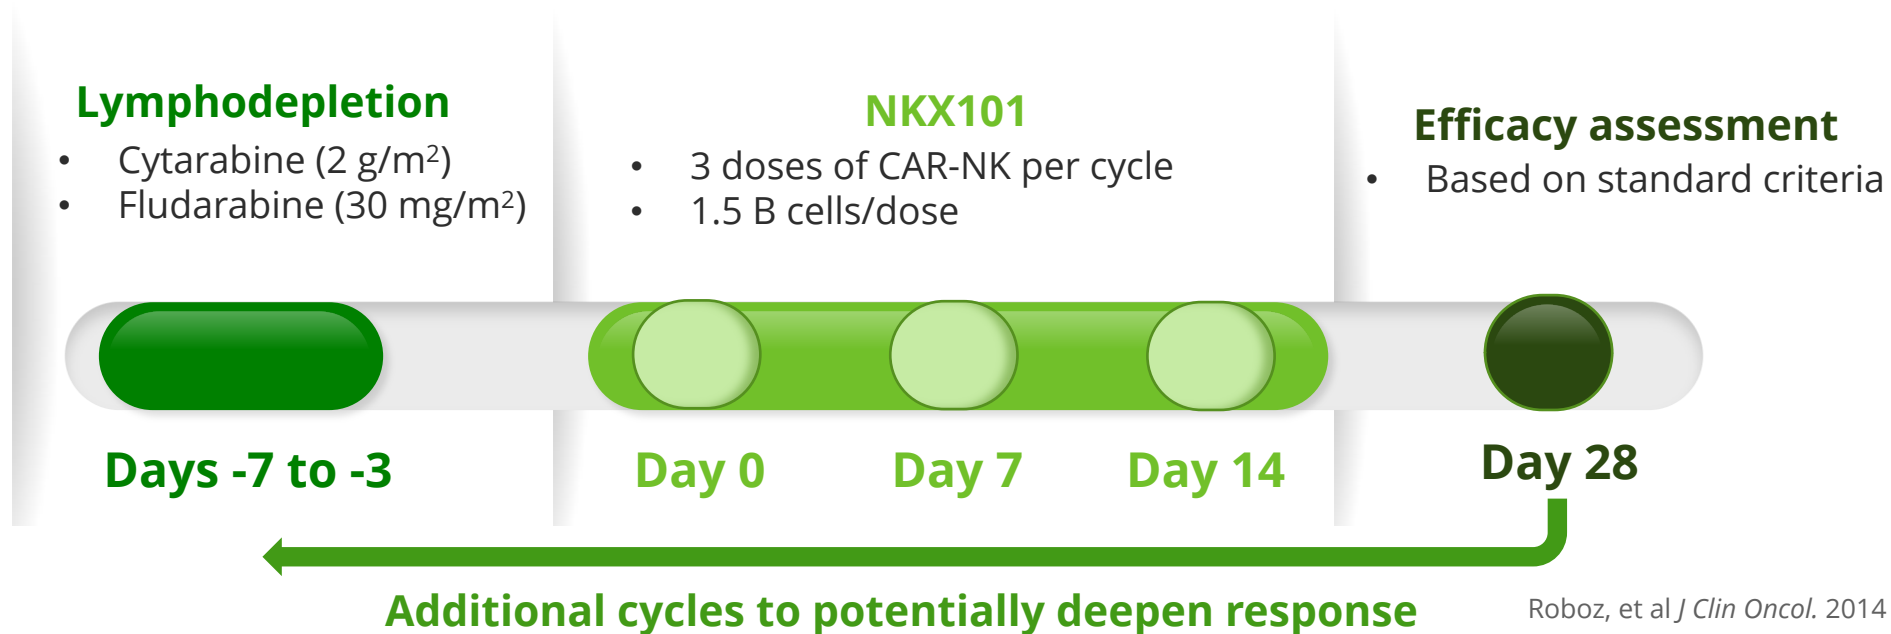 Lymphodepletion
• Cytarabine (2 g/m²)
• Fludarabine (30 mg/m²)
NKX101
• 3 doses of CAR-NK per cycle
• 1.5 B cells/dose
Efficacy assessment
• Based on standard criteria
Days -7 to -3
Day 0
Day 7
Day 14
Day 28
Additional cycles to potentially deepen response
Roboz, et al J Clin Oncol. 2014